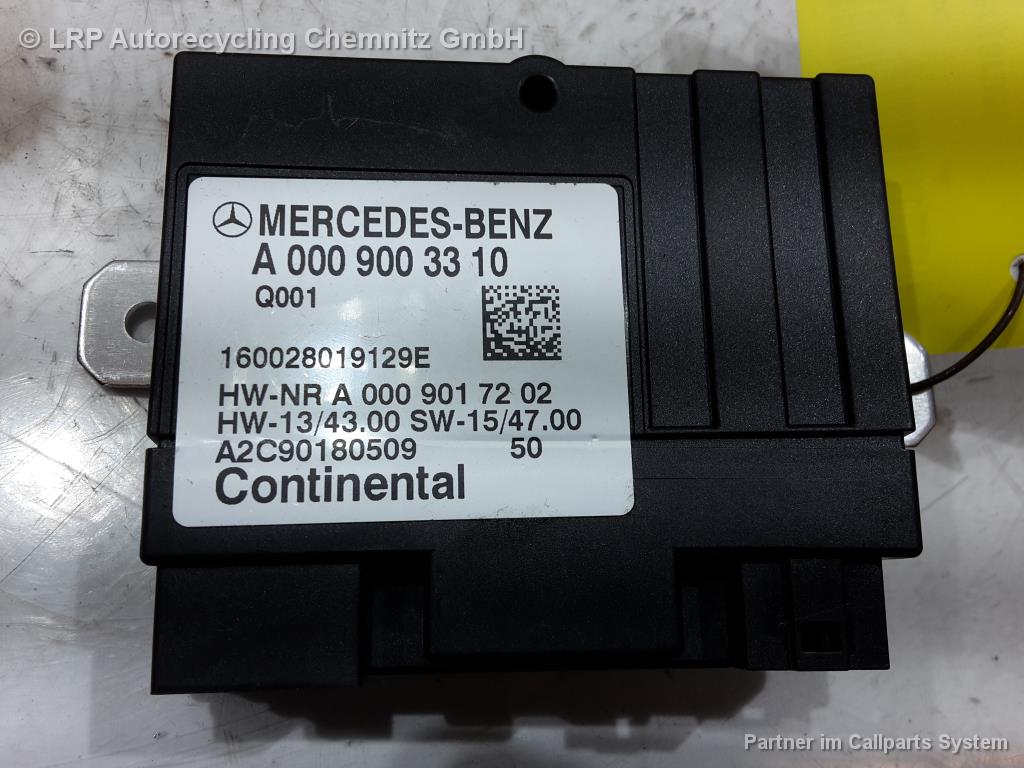 © LRP Autorecycling Chemnitz GmbH
MERCEDES-BENZ
A 000 900 33 10
Q001
160028019129E
HW-NR A 000 901 72 02
HW-13/43.00 SW-15/47.00
A2C90180509 50
Continental
Partner im Callparts System